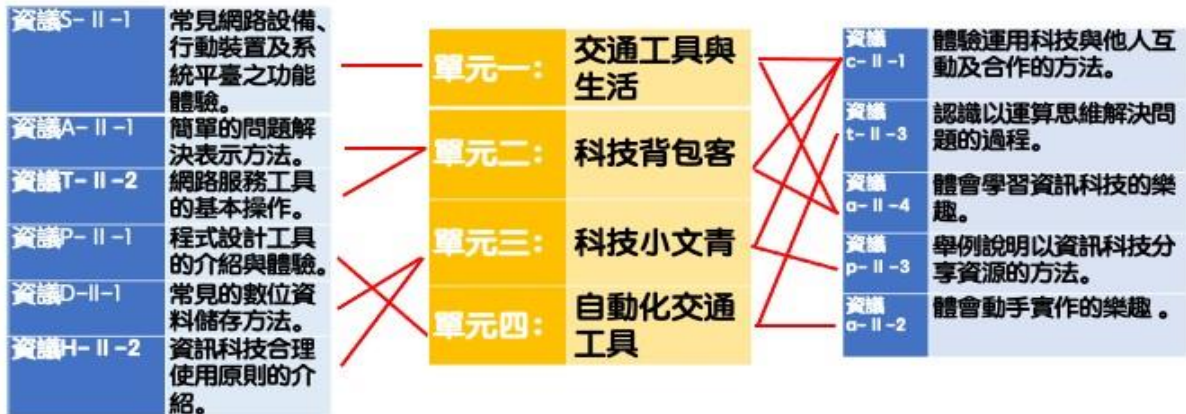 資議S- II -1
常見網路設備、
行動裝置及系
統平臺之功能
體驗。
資議A- II -1
簡單的問題解
決表示方法。
資議T- II -2
網路服務工具
的基本操作。
資議P- II -1
程式設計工具
的介紹與體驗。
資議D-II-1
常見的數位資
料儲存方法。
資議H- II -2
資訊科技合理
使用原則的介
紹。
單元一：
交通工具與
生活
單元二：
科技背包客
單元三：
科技小文青
單元四：
自動化交通
工具
資議
c- II -1
體驗運用科技與他人互
動及合作的方法。
資議
t- II -3
認識以運算思維解決問
題的過程。
資議
a- II -4
體會學習資訊科技的樂
趣。
資議
p- II -3
舉例說明以資訊科技分
享資源的方法。
資議
a- II -2
體會動手實作的樂趣 。